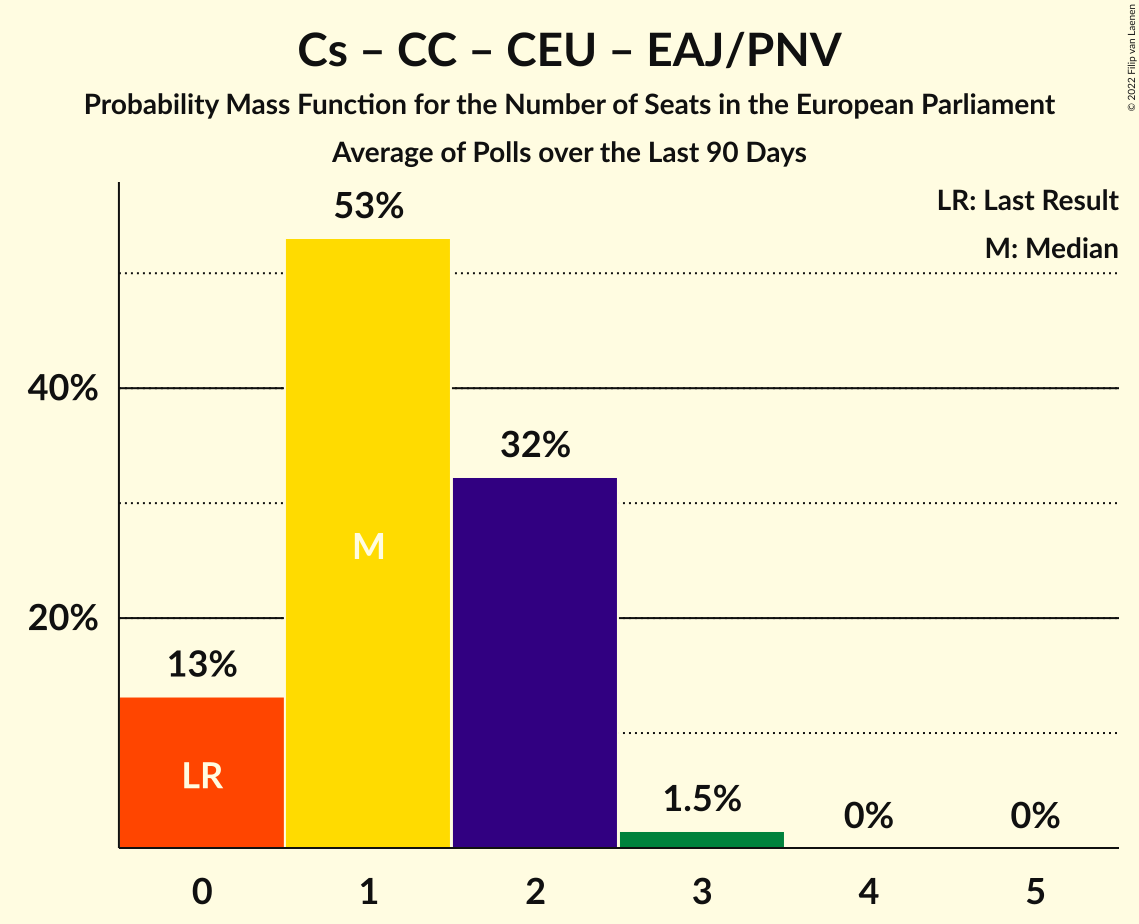 Cs – CC – CEU – EAJ/PNV
Probability Mass Function for the Number of Seats in the European Parliament
Average of Polls over the Last 90 Days
© 2022 Filip van Laenen
LR: Last Result
M: Median
53%
40%
32%
20%
13%
1.5%
0%
0%
M
LR
0
1
2
3
4
5